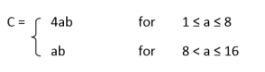 C = { 4ab for 1 ≤ a ≤ 8
ab for 8 < a ≤ 16